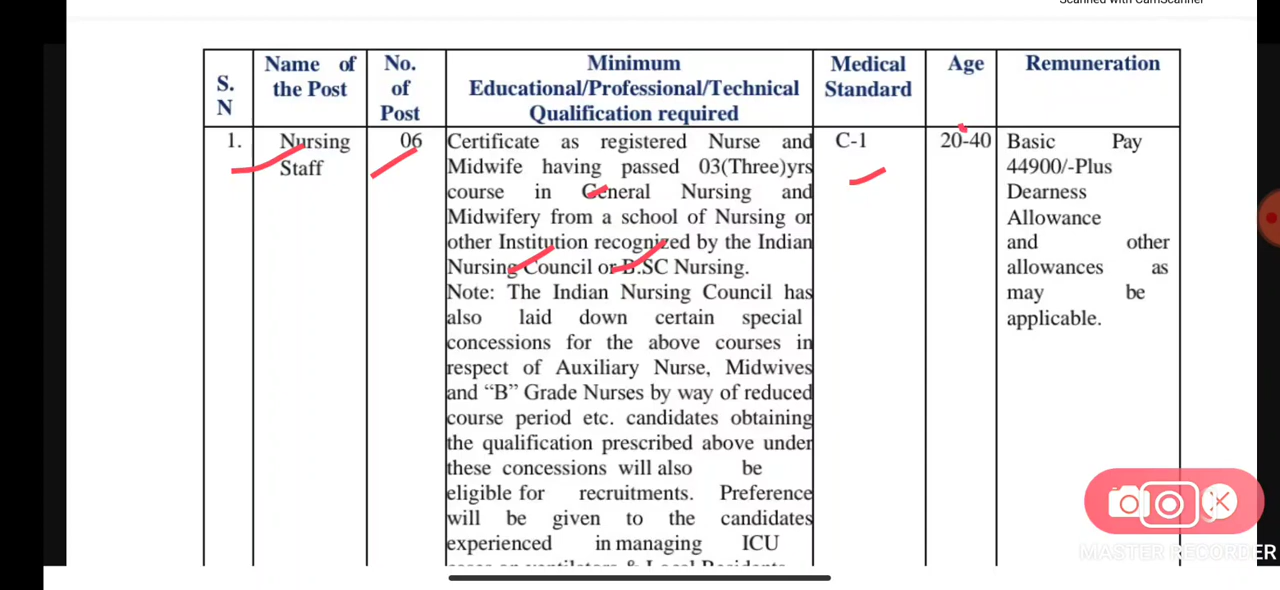 Scanned with CamScanner
S. N
Name of the Post
No. of Post
Minimum Educational/Professional/Technical Qualification required
Medical Standard
Age
Remuneration
1.
Nursing Staff
06
Certificate as registered Nurse and
Midwife having passed 03(Three)yrs
course in General Nursing and
Midwifery from a school of Nursing or
other Institution recognized by the Indian
Nursing Council or B.SC Nursing.
Note: The Indian Nursing Council has
also laid down certain special
concessions for the above courses in
respect of Auxiliary Nurse, Midwives
and “B” Grade Nurses by way of reduced
course period etc. candidates obtaining
the qualification prescribed above under
these concessions will also be
eligible for recruitments. Preference
will be given to the candidates
experienced in managing ICU
C-1
20-40
Basic Pay
44900/-Plus
Dearness
Allowance
and other
allowances as
may be
applicable.
MASTER RECORDER